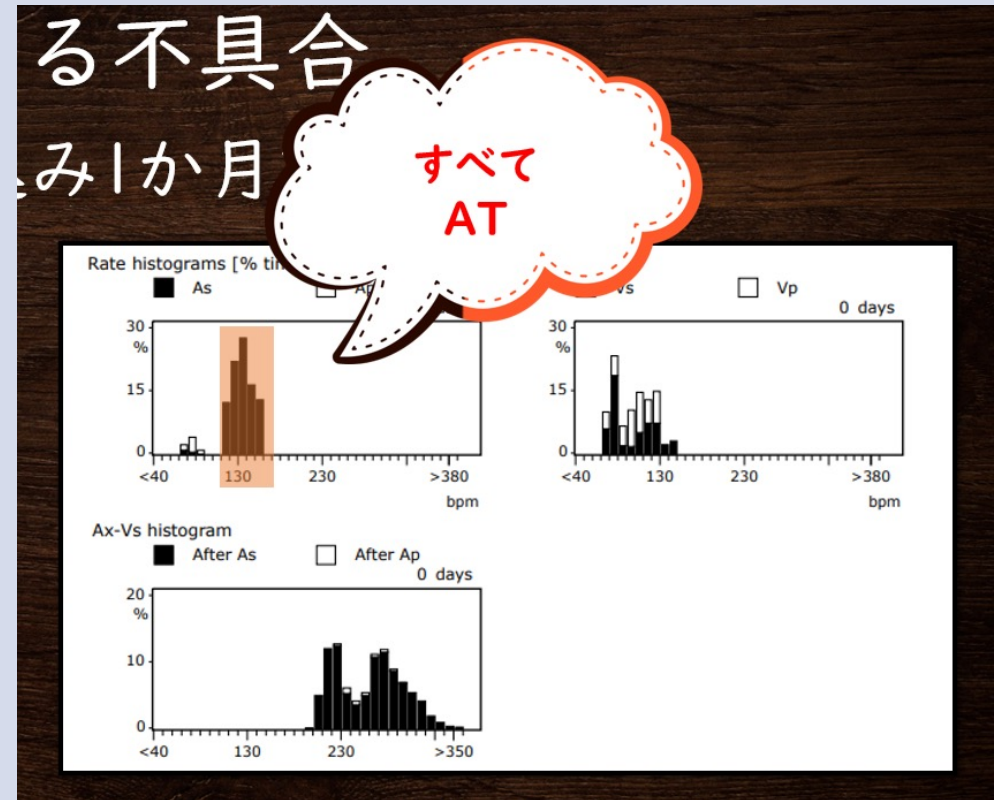 る不具合
み1か月
すべて
AT
Rate histograms [% ti
As
Vs
Vp
0 days
30
%
15
0
<40
130
230
>380
bpm
30
%
15
0
<40
130
230
>380
bpm
Ax-Vs histogram
After As
After Ap
0 days
20
%
10
0
<40
130
230
>350